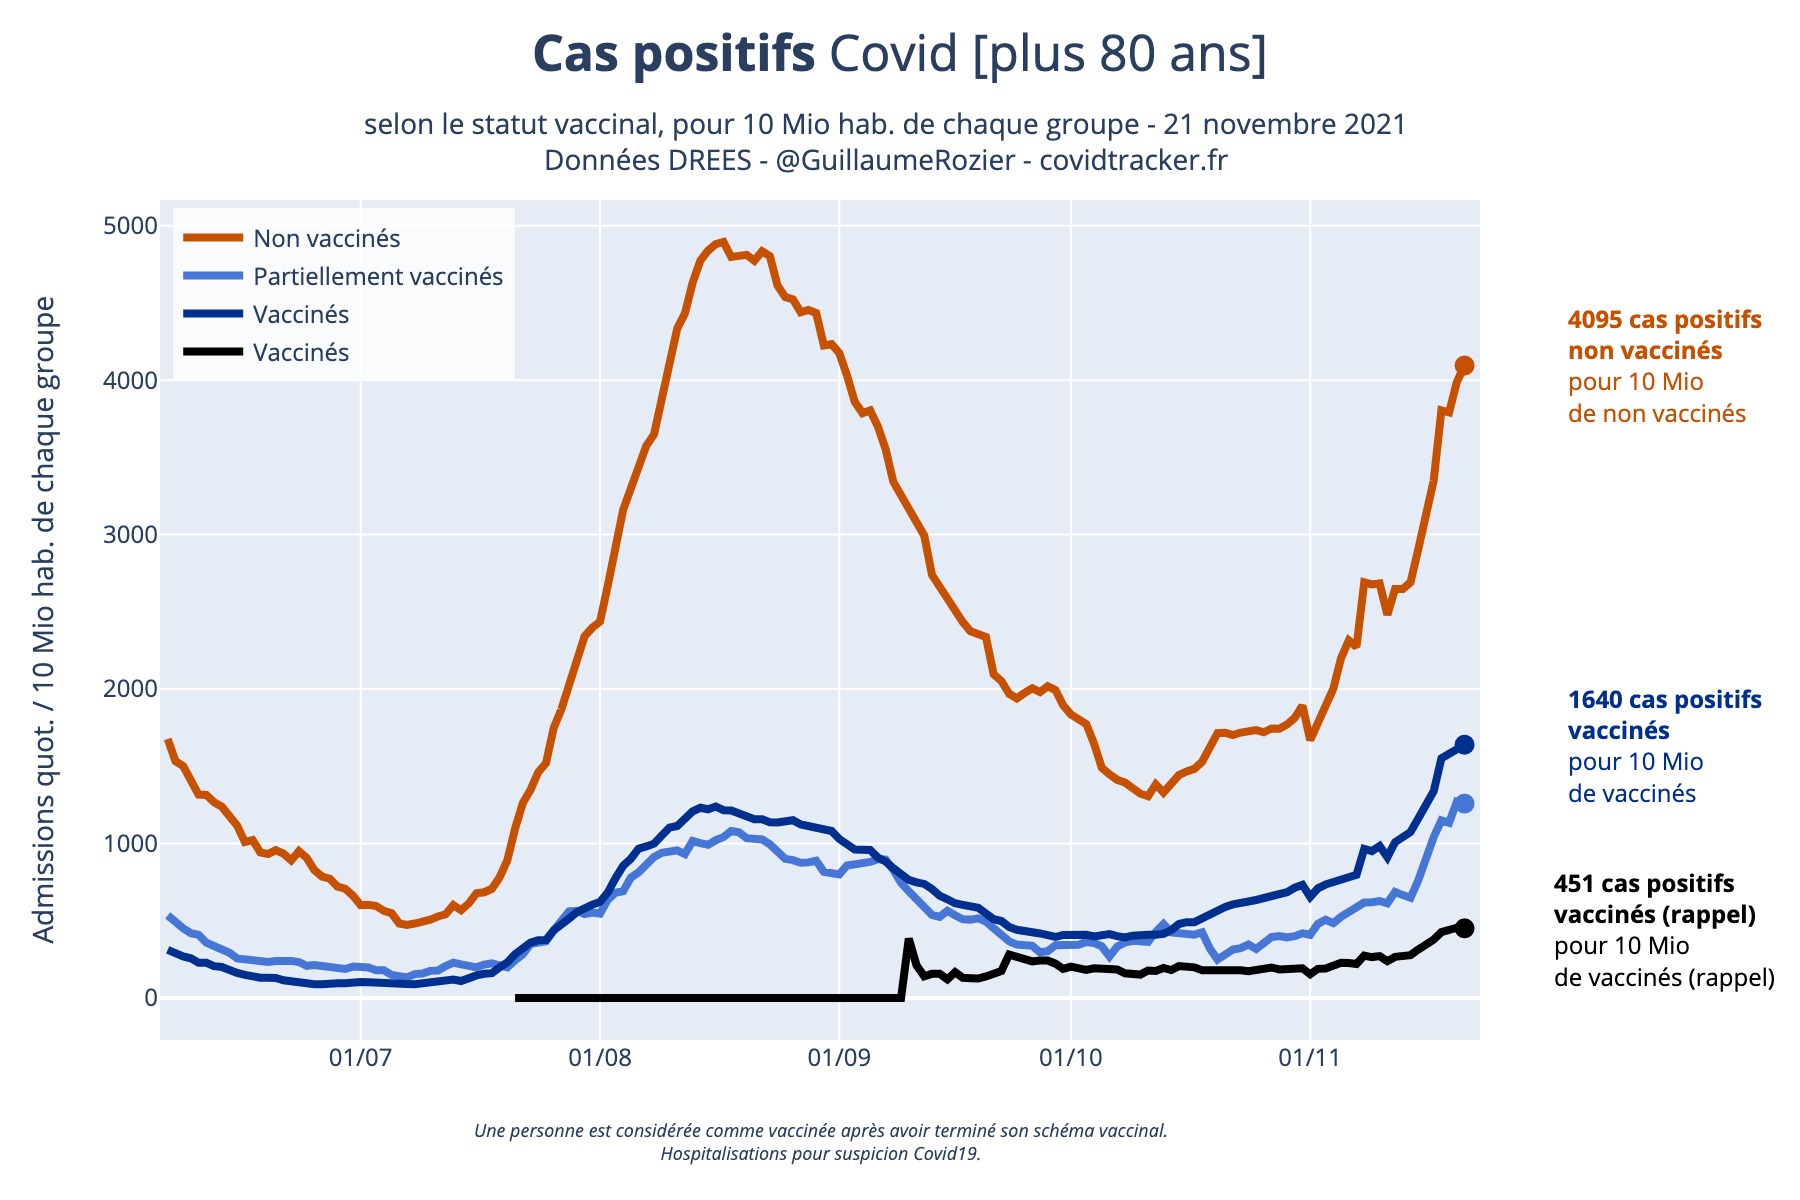 Cas positifs Covid [plus 80 ans]
selon le statut vaccinal, pour 10 Mio hab. de chaque groupe - 21 novembre 2021
Données DREES - @GuillaumeRozier - covidtracker.fr
Admissions quot. / 10 Mio hab. de chaque groupe
5000
4000
3000
2000
1000
0
Non vaccinés
Partiellement vaccinés
Vaccinés
Vaccinés
4095 cas positifs
non vaccinés
pour 10 Mio
de non vaccinés
1640 cas positifs
vaccinés
pour 10 Mio
de vaccinés
451 cas positifs
vaccinés (rappel)
pour 10 Mio
de vaccinés (rappel)
01/07
01/08
01/09
01/10
01/11
Une personne est considérée comme vaccinée après avoir terminé son schéma vaccinal.
Hospitalisations pour suspicion Covid19.